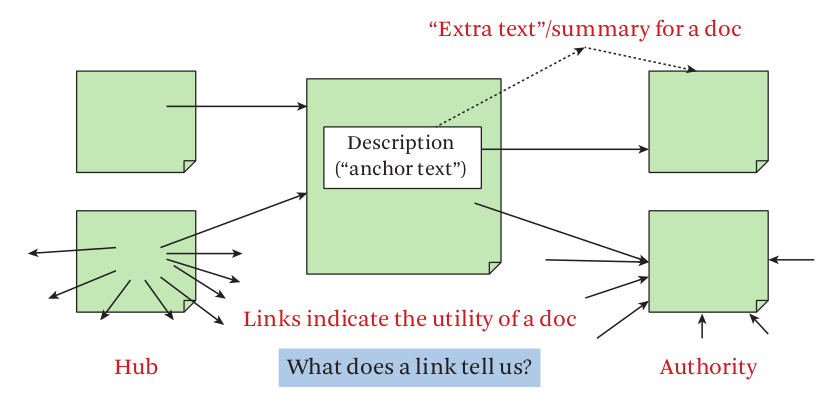 “Extra text”/summary for a doc
Description
(“anchor text”)
Links indicate the utility of a doc
Hub
What does a link tell us?
Authority